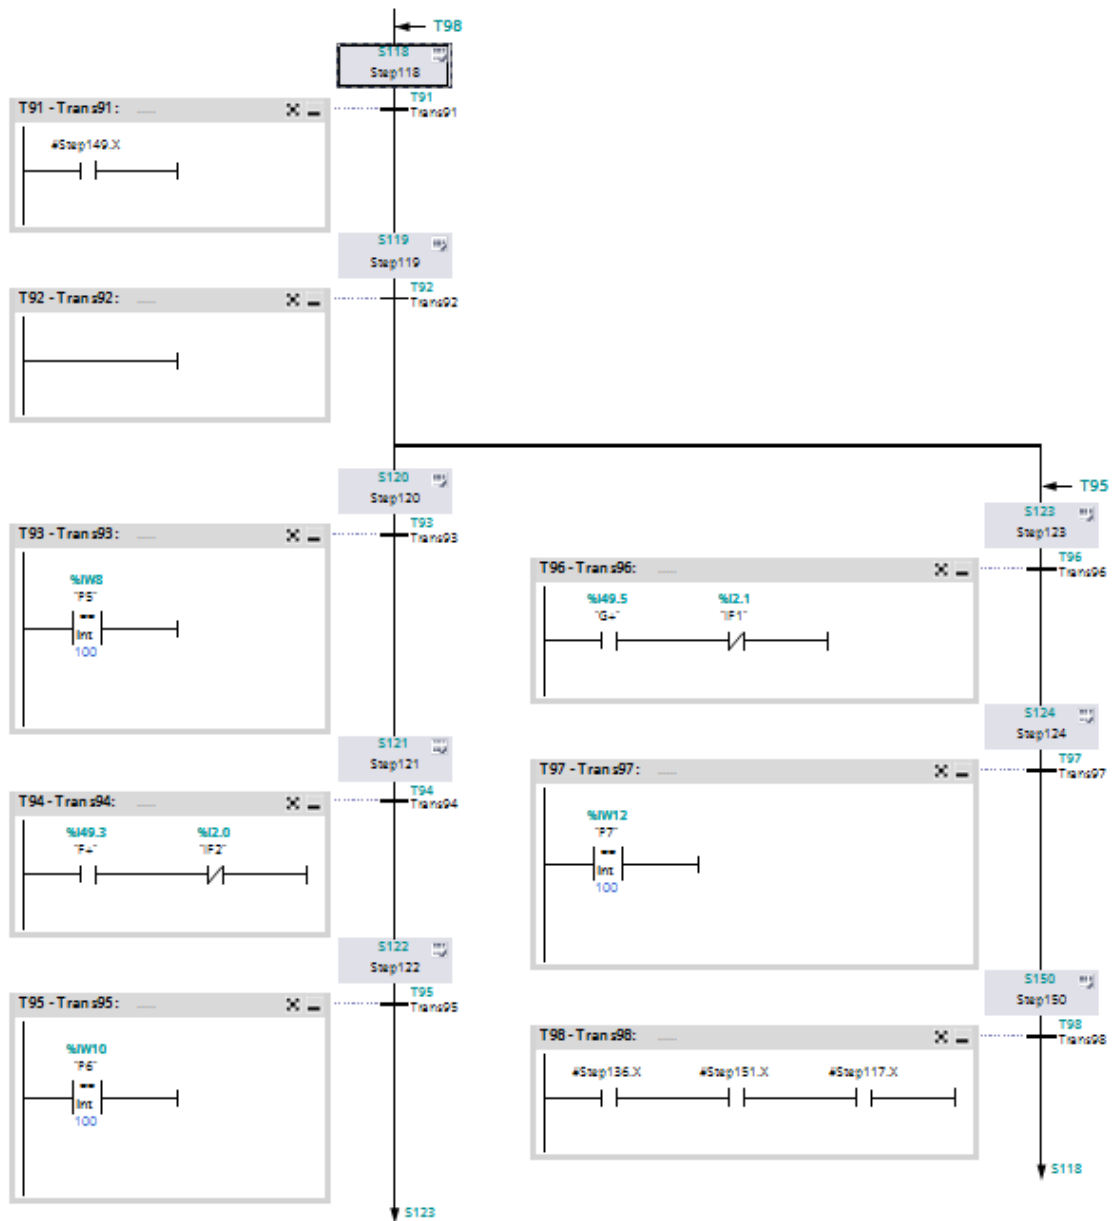 T98
S118
Step118
T91
Trans91
T91 - Trans91:
#Step149.X
S119
Step119
T92
Trans92
T92 - Trans92:
S120
Step120
T93
Trans93
T93 - Trans93:
%IW8
"P5"
==
Int
100
S121
Step121
T94
Trans94
T94 - Trans94:
%I49.3
"F+"
%I2.0
"IF2"
S122
Step122
T95
Trans95
T95 - Trans95:
%IW10
"P6"
==
Int
100
S123
T95
S123
Step123
T96
Trans96
T96 - Trans96:
%I49.5
"G+"
%I2.1
"IF1"
S124
Step124
T97
Trans97
T97 - Trans97:
%IW12
"P7"
==
Int
100
S150
Step150
T98
Trans98
T98 - Trans98:
#Step136.X
#Step151.X
#Step117.X
S118